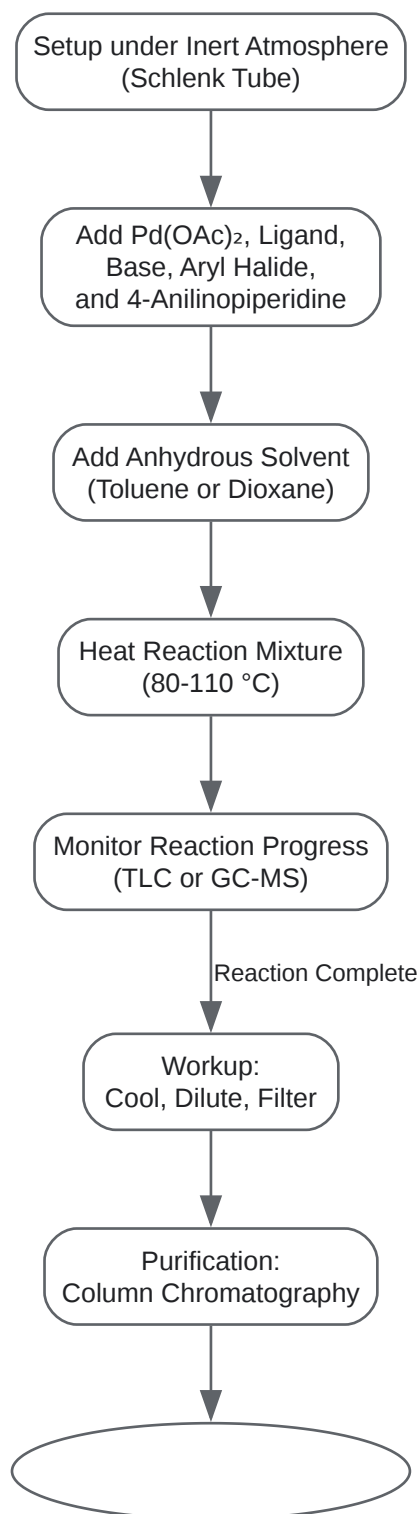 Setup under Inert Atmosphere
(Schlenk Tube)
Add Pd(OAc)₂, Ligand,
Base, Aryl Halide,
and 4-Anilinopiperidine
Add Anhydrous Solvent
(Toluene or Dioxane)
Heat Reaction Mixture
(80-110 °C)
Monitor Reaction Progress
(TLC or GC-MS)
Reaction Complete
Workup:
Cool, Dilute, Filter
Purification:
Column Chromatography